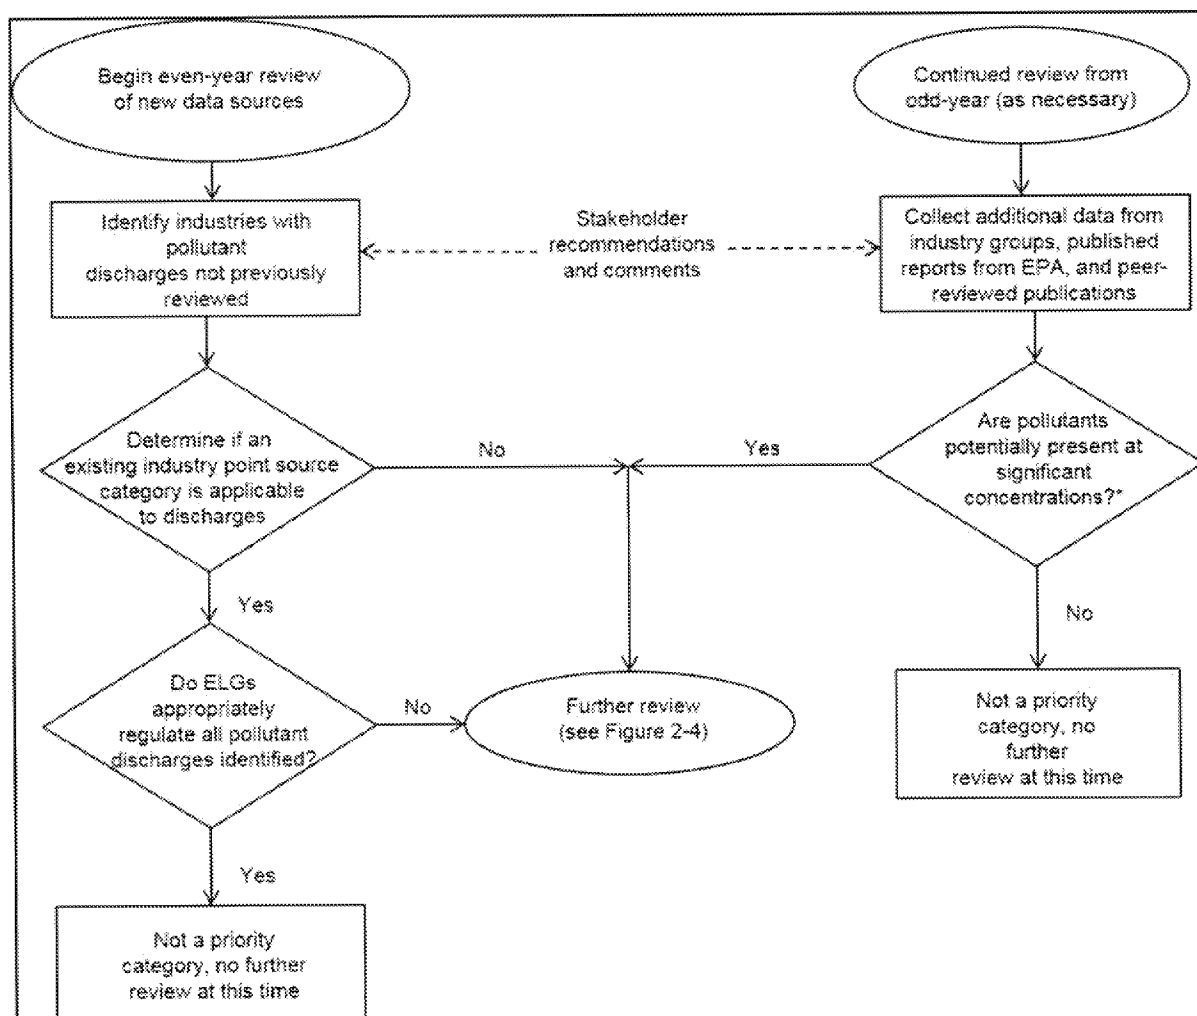 Begin even-year review
of new data sources
Continued review from
odd-year (as necessary)
Identify industries with
pollutant
discharges not previously
reviewed
Stakeholder
recommendations
and comments
Collect additional data from
industry groups, published
reports from EPA, and peer-
reviewed publications
Determine if an
existing industry point source
category is applicable
to discharges
No
Yes
Are pollutants
potentially present at
significant
concentrations?*
Yes
No
Do ELGs
appropriately
regulate all pollutant
discharges identified?
No
Further review
(see Figure 2-4)
Not a priority
category, no
further
review at this time
Yes
Not a priority
category, no further
review at this time